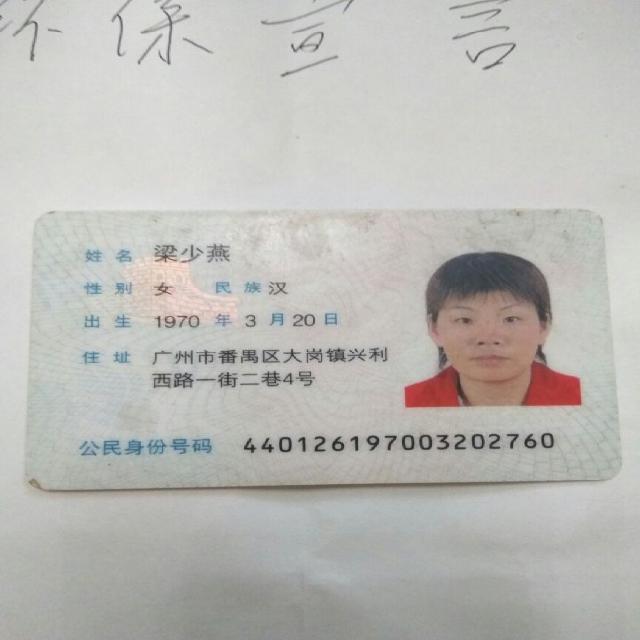 环保宣言
姓名 梁少燕
性别 女 民族 汉
出生 1970 年 3 月 20 日
住址 广州市番禺区大岗镇兴利
西路一街二巷4号
公民身份号码 440126197003202760